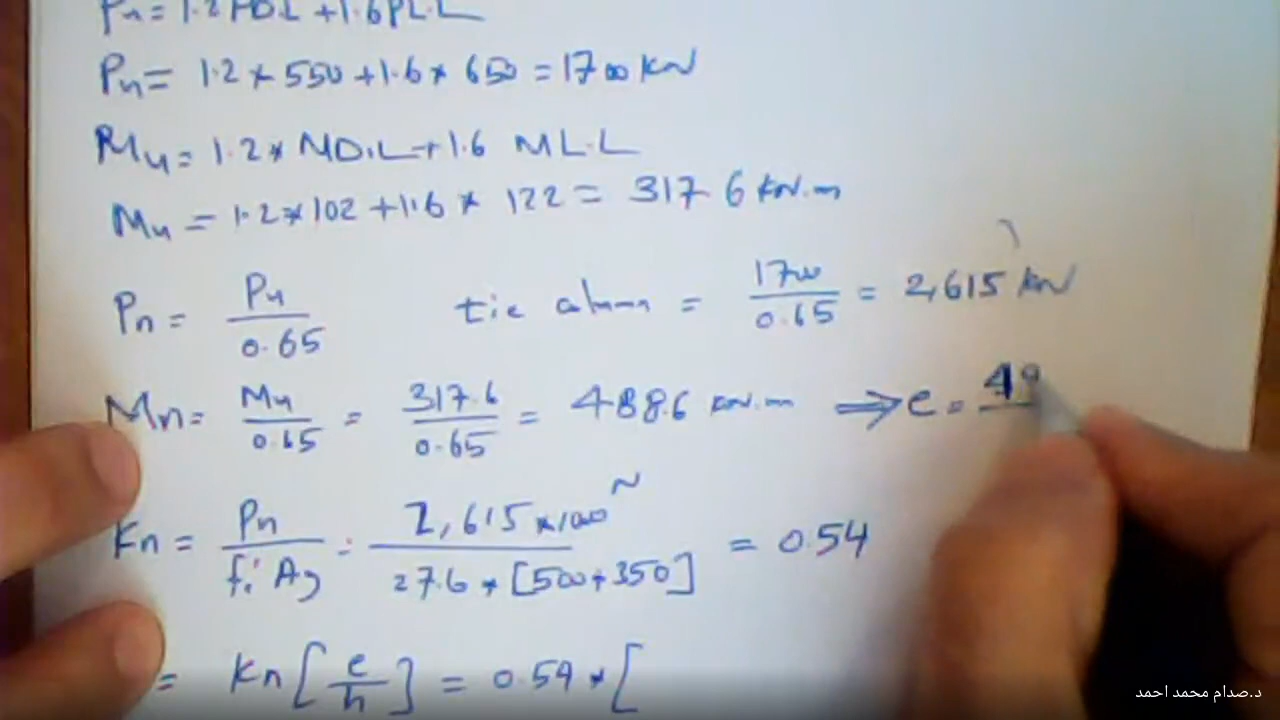 Pu = 1.2 PD.L + 1.6 PL.L
Pu = 1.2 * 550 + 1.6 * 650 = 1700 kN
Mu = 1.2 * MD.L + 1.6 ML.L
Mu = 1.2 * 102 + 1.6 * 122 = 317.6 kN.m
Pn = Pu / 0.65 tie column = 1700 / 0.65 = 2,615 kN
Mn = Mu / 0.65 = 317.6 / 0.65 = 488.6 kN.m ⇒ e = 49
Kn = Pn / fc' Ag = 2,615 * 1000 N / 27.6 * [500 * 350] = 0.54
= Kn [e/h] = 0.54 * [
د.صدام محمد احمد